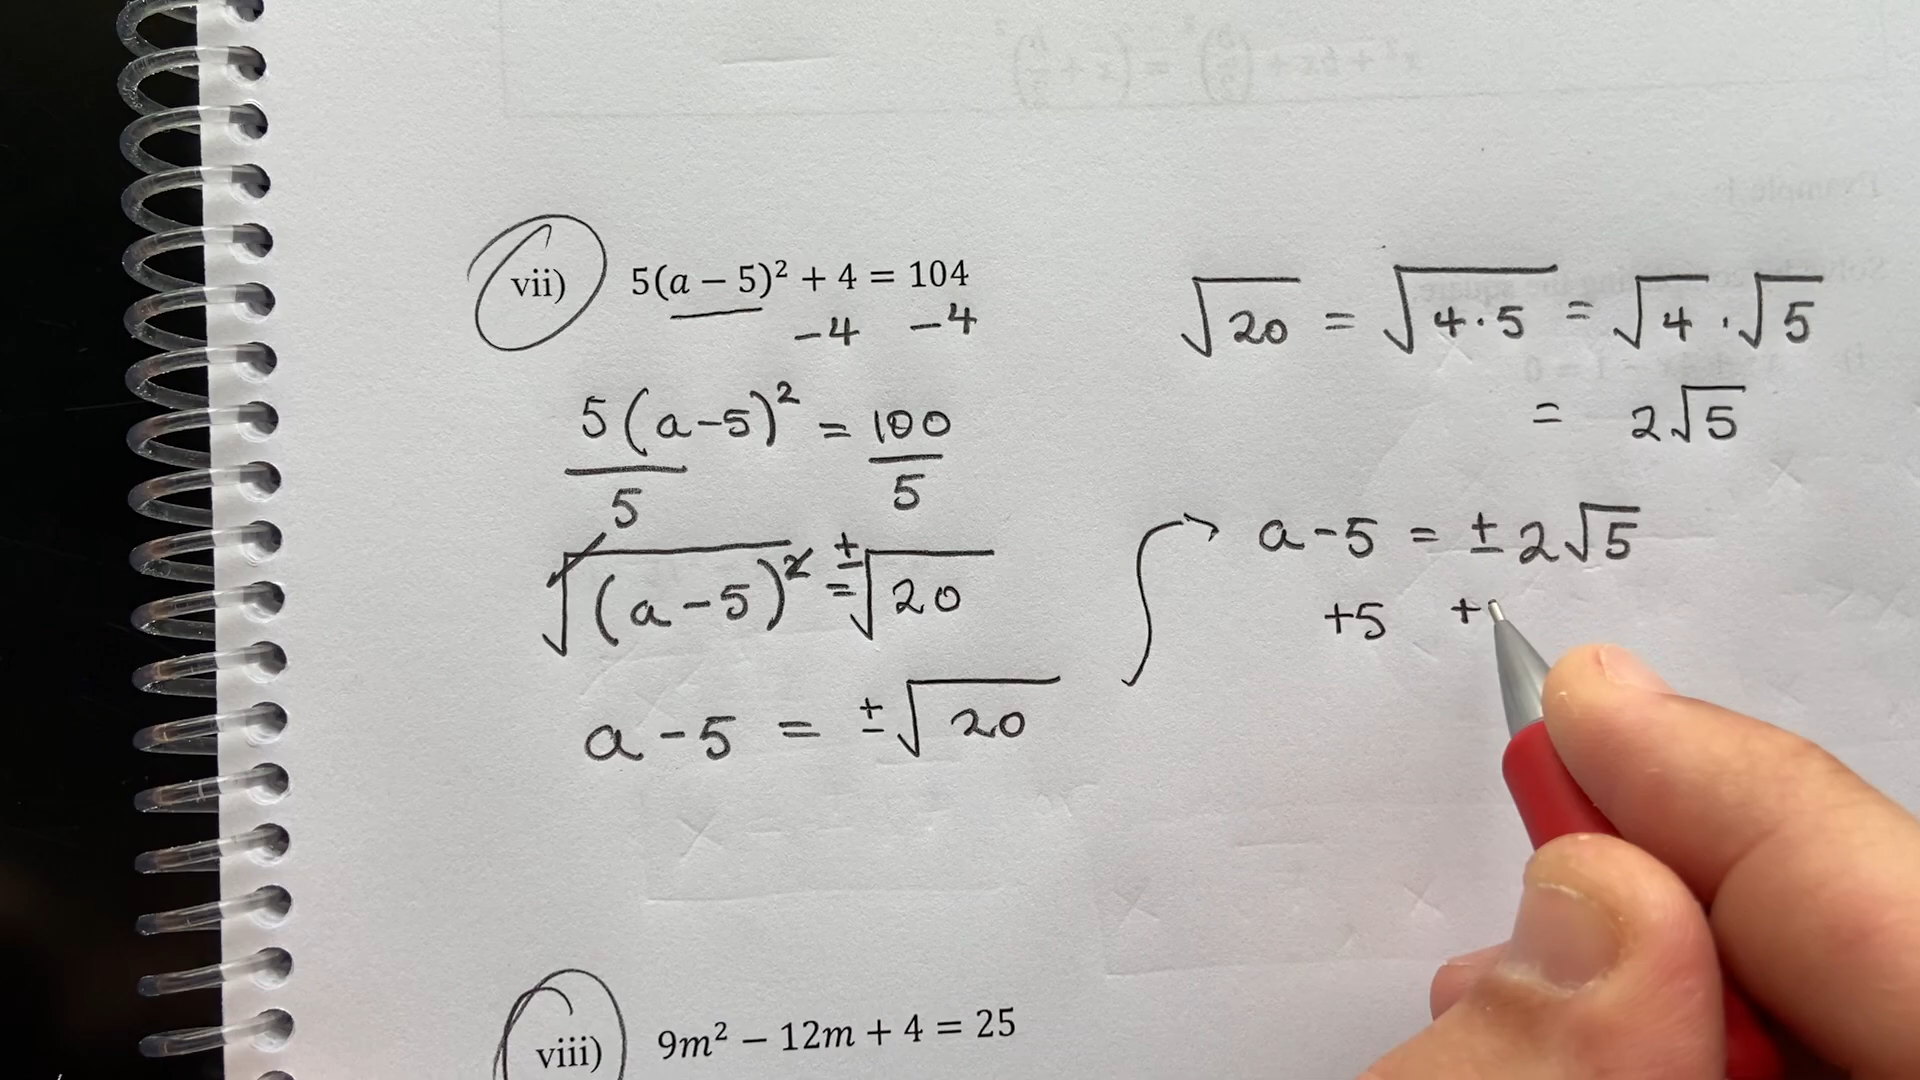 vii) 5(a − 5)² + 4 = 104
−4 −4
5(a−5)² = 100
5 5
√(a−5)² = ±√20
a − 5 = ±√20
√20 = √4·5 = √4 · √5
= 2√5
a − 5 = ± 2√5
+5 +
viii) 9m² − 12m + 4 = 25